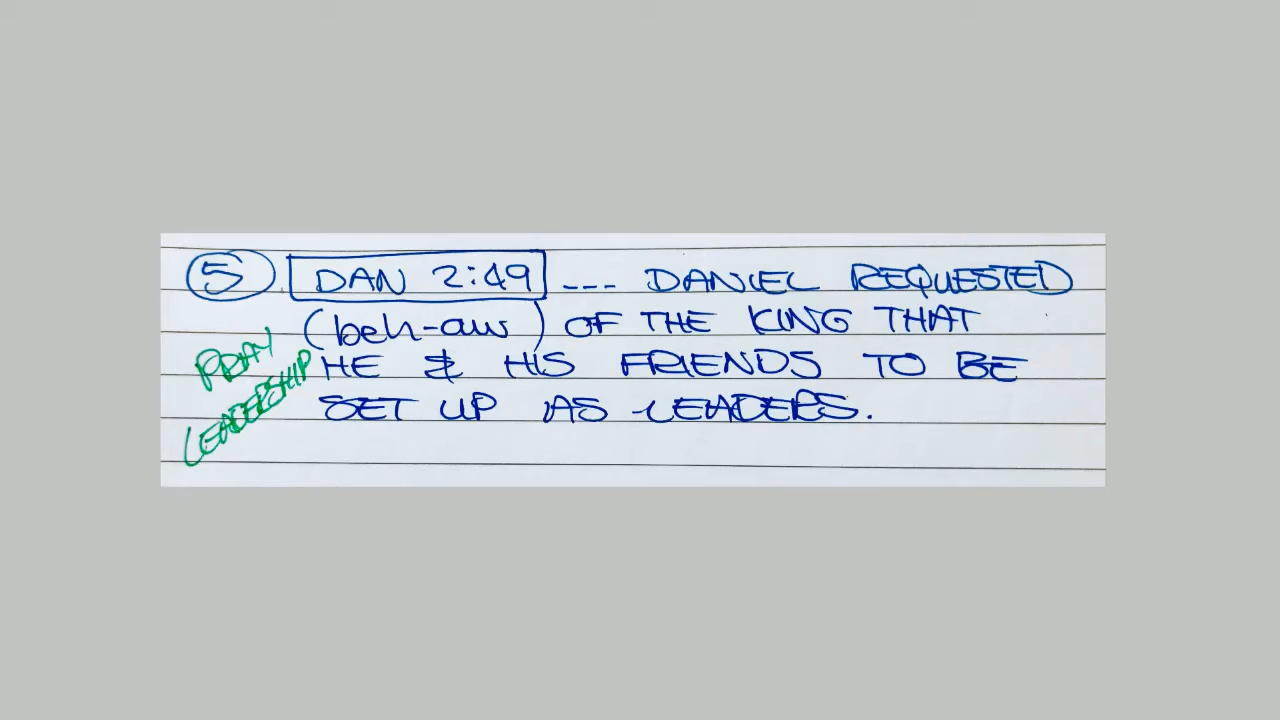 5 DAN 2:49 --- DANIEL REQUESTED
(beh-aw) OF THE KING THAT
HE & HIS FRIENDS TO BE
SET UP AS LEADERS.
PRAY
LEADERSHIP